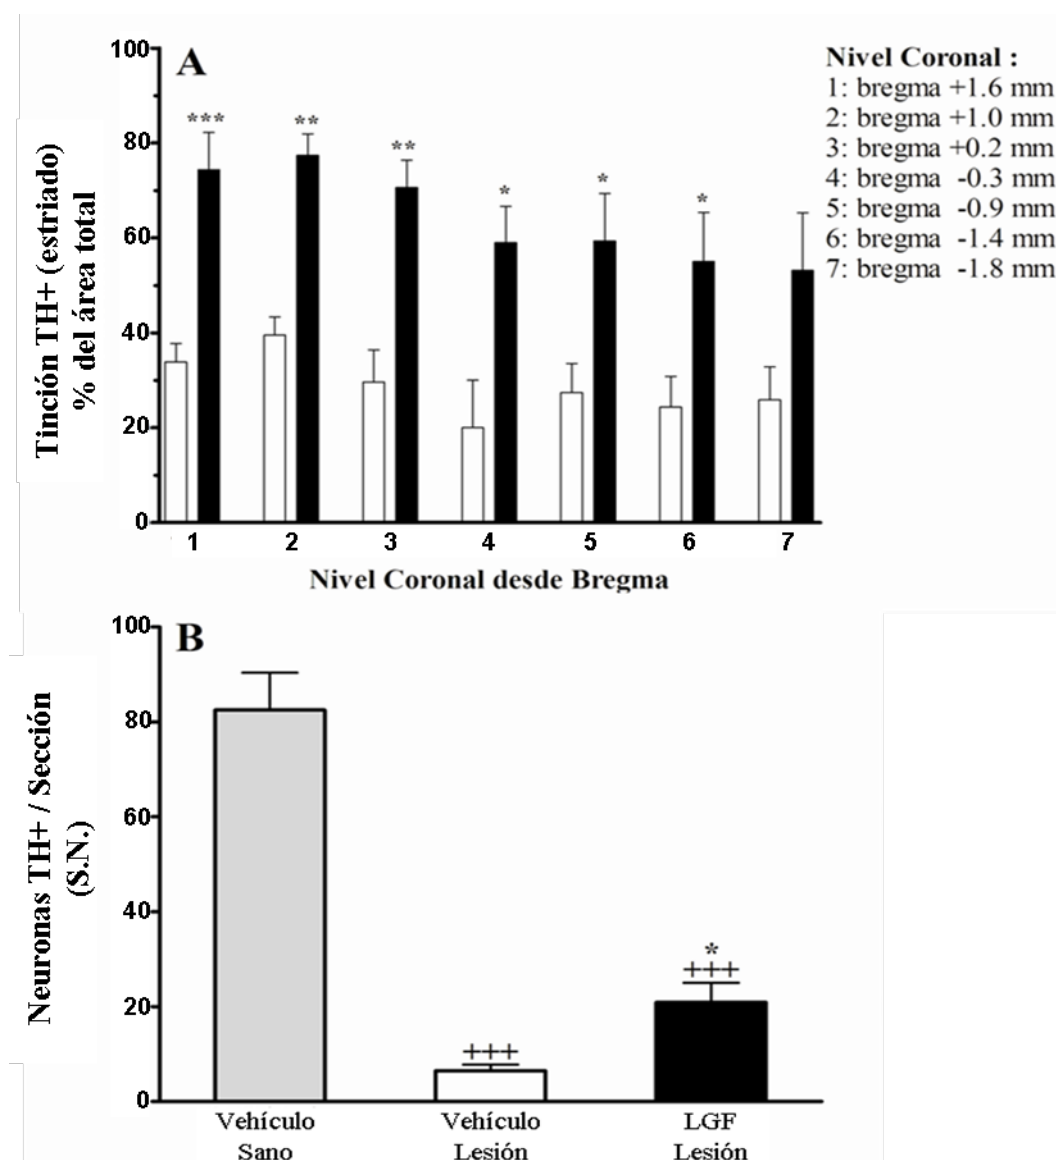 100
80
60
40
20
0
A
Tinción TH+ (estriado)
% del área total
***
**
**
*
*
*
Nivel Coronal :
1: bregma +1.6 mm
2: bregma +1.0 mm
3: bregma +0.2 mm
4: bregma -0.3 mm
5: bregma -0.9 mm
6: bregma -1.4 mm
7: bregma -1.8 mm
1 2 3 4 5 6 7
Nivel Coronal desde Bregma
100
80
60
40
20
0
B
Neuronas TH+ / Sección
(S.N.)
+++
*
+++
Vehículo
Sano
Vehículo
Lesión
LGF
Lesión